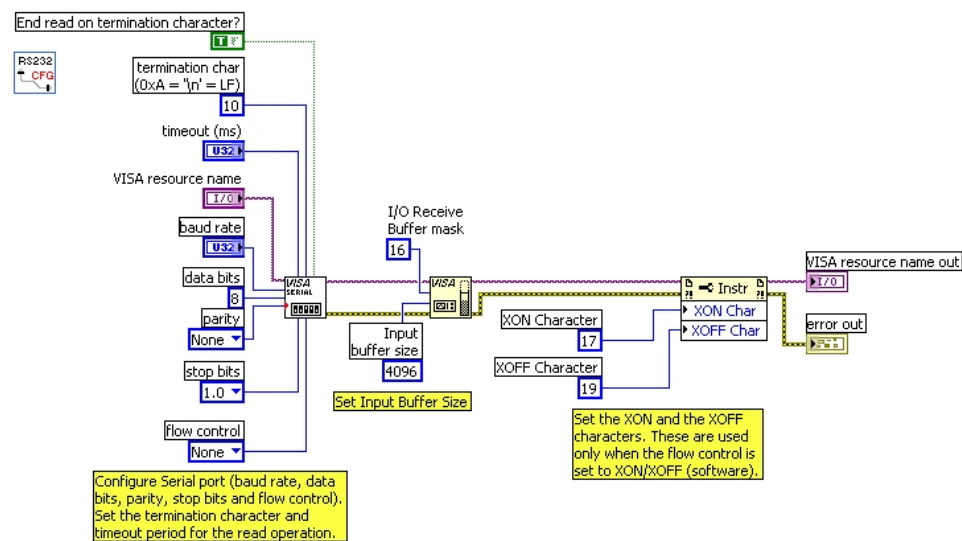 End read on termination character?
T F
RS232
CFG
termination char
(0xA = '\n' = LF)
10
timeout (ms)
U32
VISA resource name
I/O
baud rate
U32
data bits
8
parity
None
stop bits
1.0
flow control
None
VISA
SERIAL
I/O Receive
Buffer mask
16
VISA
Input
buffer size
4096
Set Input Buffer Size
Instr
XON Char
XOFF Char
XON Character
17
XOFF Character
19
VISA resource name out
I/O
error out
Set the XON and the XOFF
characters. These are used
only when the flow control is
set to XON/XOFF (software).
Configure Serial port (baud rate, data
bits, parity, stop bits and flow control).
Set the termination character and
timeout period for the read operation.